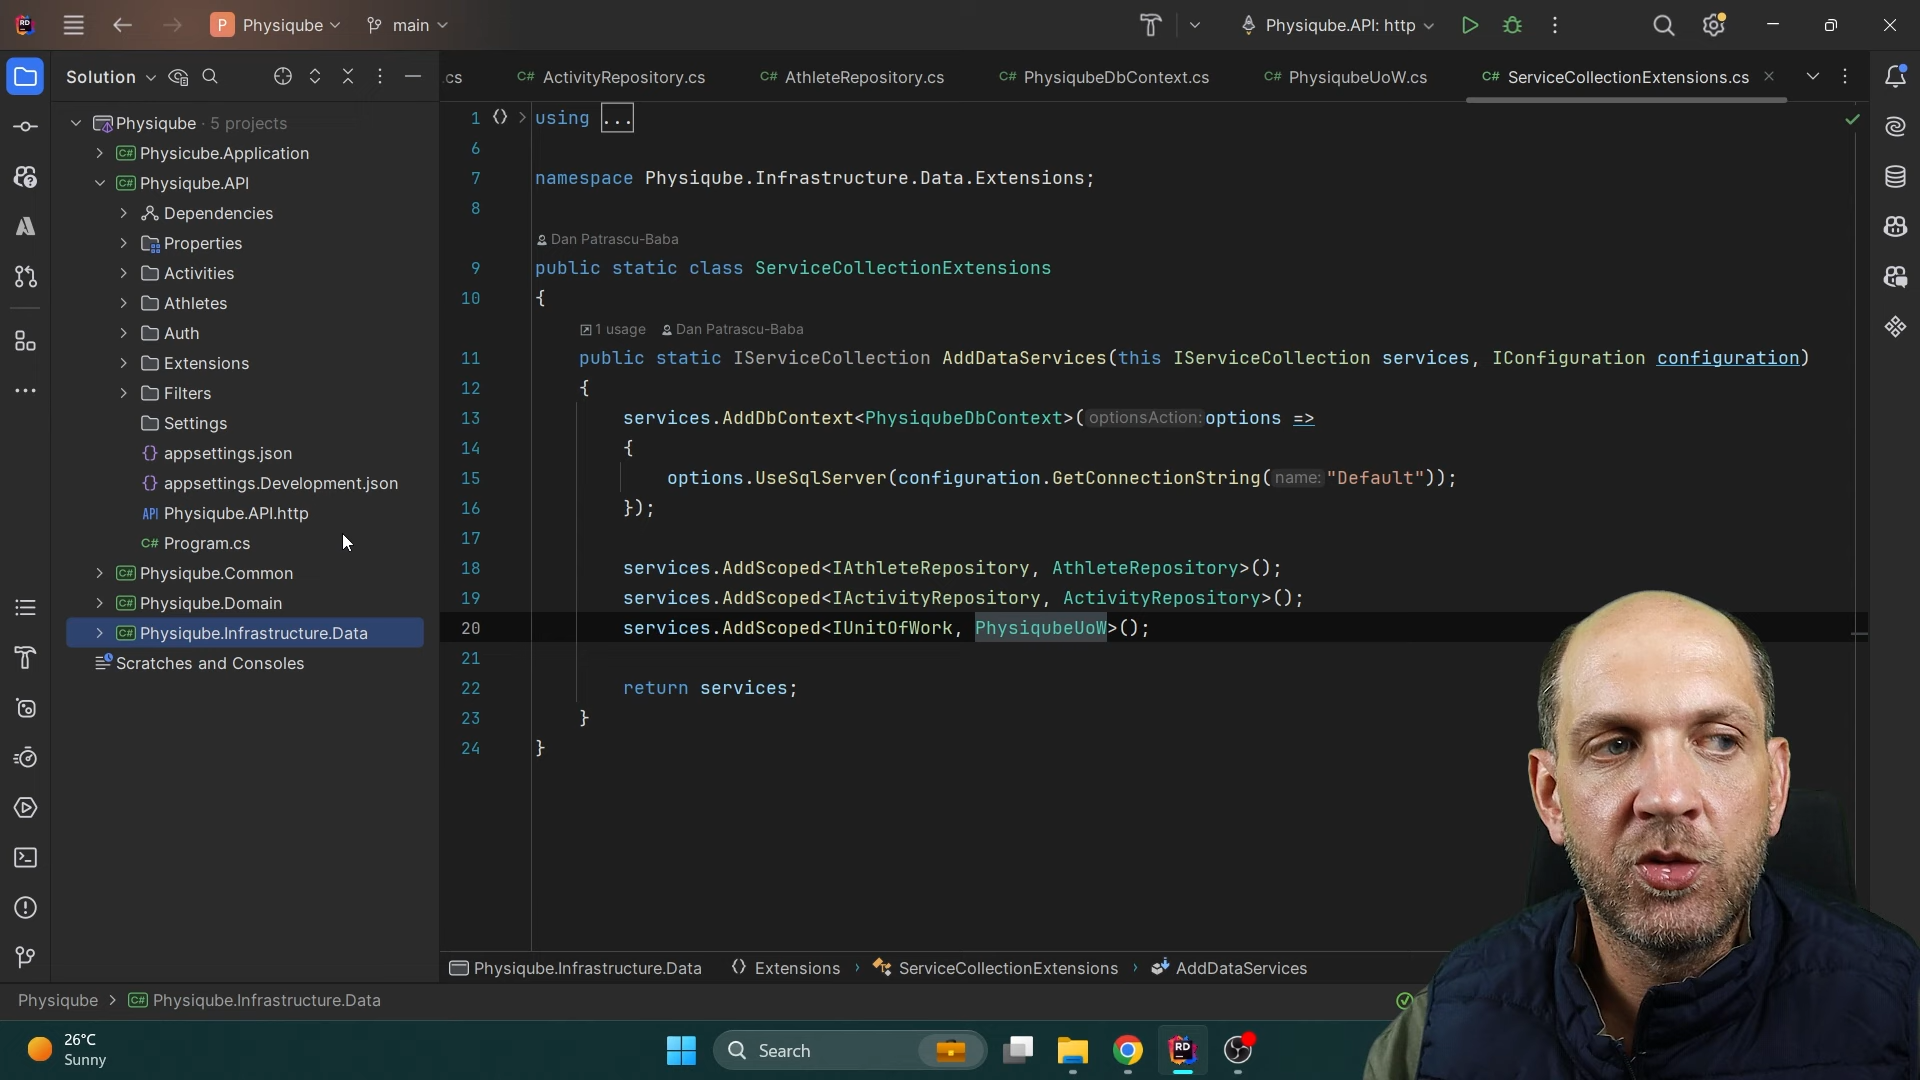 RD
P Physiqube
main
Physiqube.API: http
Solution
.cs
C# ActivityRepository.cs
C# AthleteRepository.cs
C# PhysiqubeDbContext.cs
C# PhysiqubeUoW.cs
C# ServiceCollectionExtensions.cs
Physiqube · 5 projects
C# Physicube.Application
C# Physiqube.API
Dependencies
Properties
Activities
Athletes
Auth
Extensions
Filters
Settings
{} appsettings.json
{} appsettings.Development.json
API Physiqube.API.http
C# Program.cs
C# Physiqube.Common
C# Physiqube.Domain
C# Physiqube.Infrastructure.Data
Scratches and Consoles
1 using ...
6
7 namespace Physiqube.Infrastructure.Data.Extensions;
8
Dan Patrascu-Baba
9 public static class ServiceCollectionExtensions
10 {
1 usage Dan Patrascu-Baba
11 public static IServiceCollection AddDataServices(this IServiceCollection services, IConfiguration configuration)
12 {
13 services.AddDbContext<PhysiqubeDbContext>( optionsAction: options =>
14 {
15 options.UseSqlServer(configuration.GetConnectionString( name: "Default"));
16 });
17
18 services.AddScoped<IAthleteRepository, AthleteRepository>();
19 services.AddScoped<IActivityRepository, ActivityRepository>();
20 services.AddScoped<IUnitOfWork, PhysiqubeUoW>();
21
22 return services;
23 }
24 }
Physiqube.Infrastructure.Data
Extensions › ServiceCollectionExtensions › AddDataServices
Physiqube > C# Physiqube.Infrastructure.Data
26°C
Sunny
Search
RD